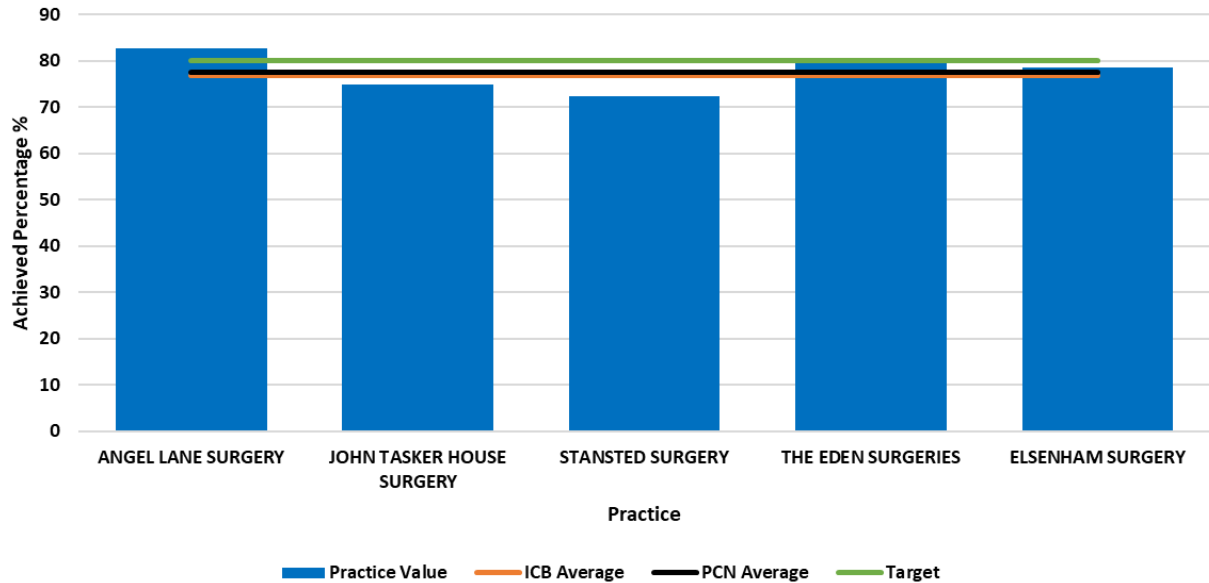 90
80
70
60
50
40
30
20
10
0
Achieved Percentage %
ANGEL LANE SURGERY
JOHN TASKER HOUSE
SURGERY
STANSTED SURGERY
THE EDEN SURGERIES
ELSENHAM SURGERY
Practice
Practice Value
ICB Average
PCN Average
Target